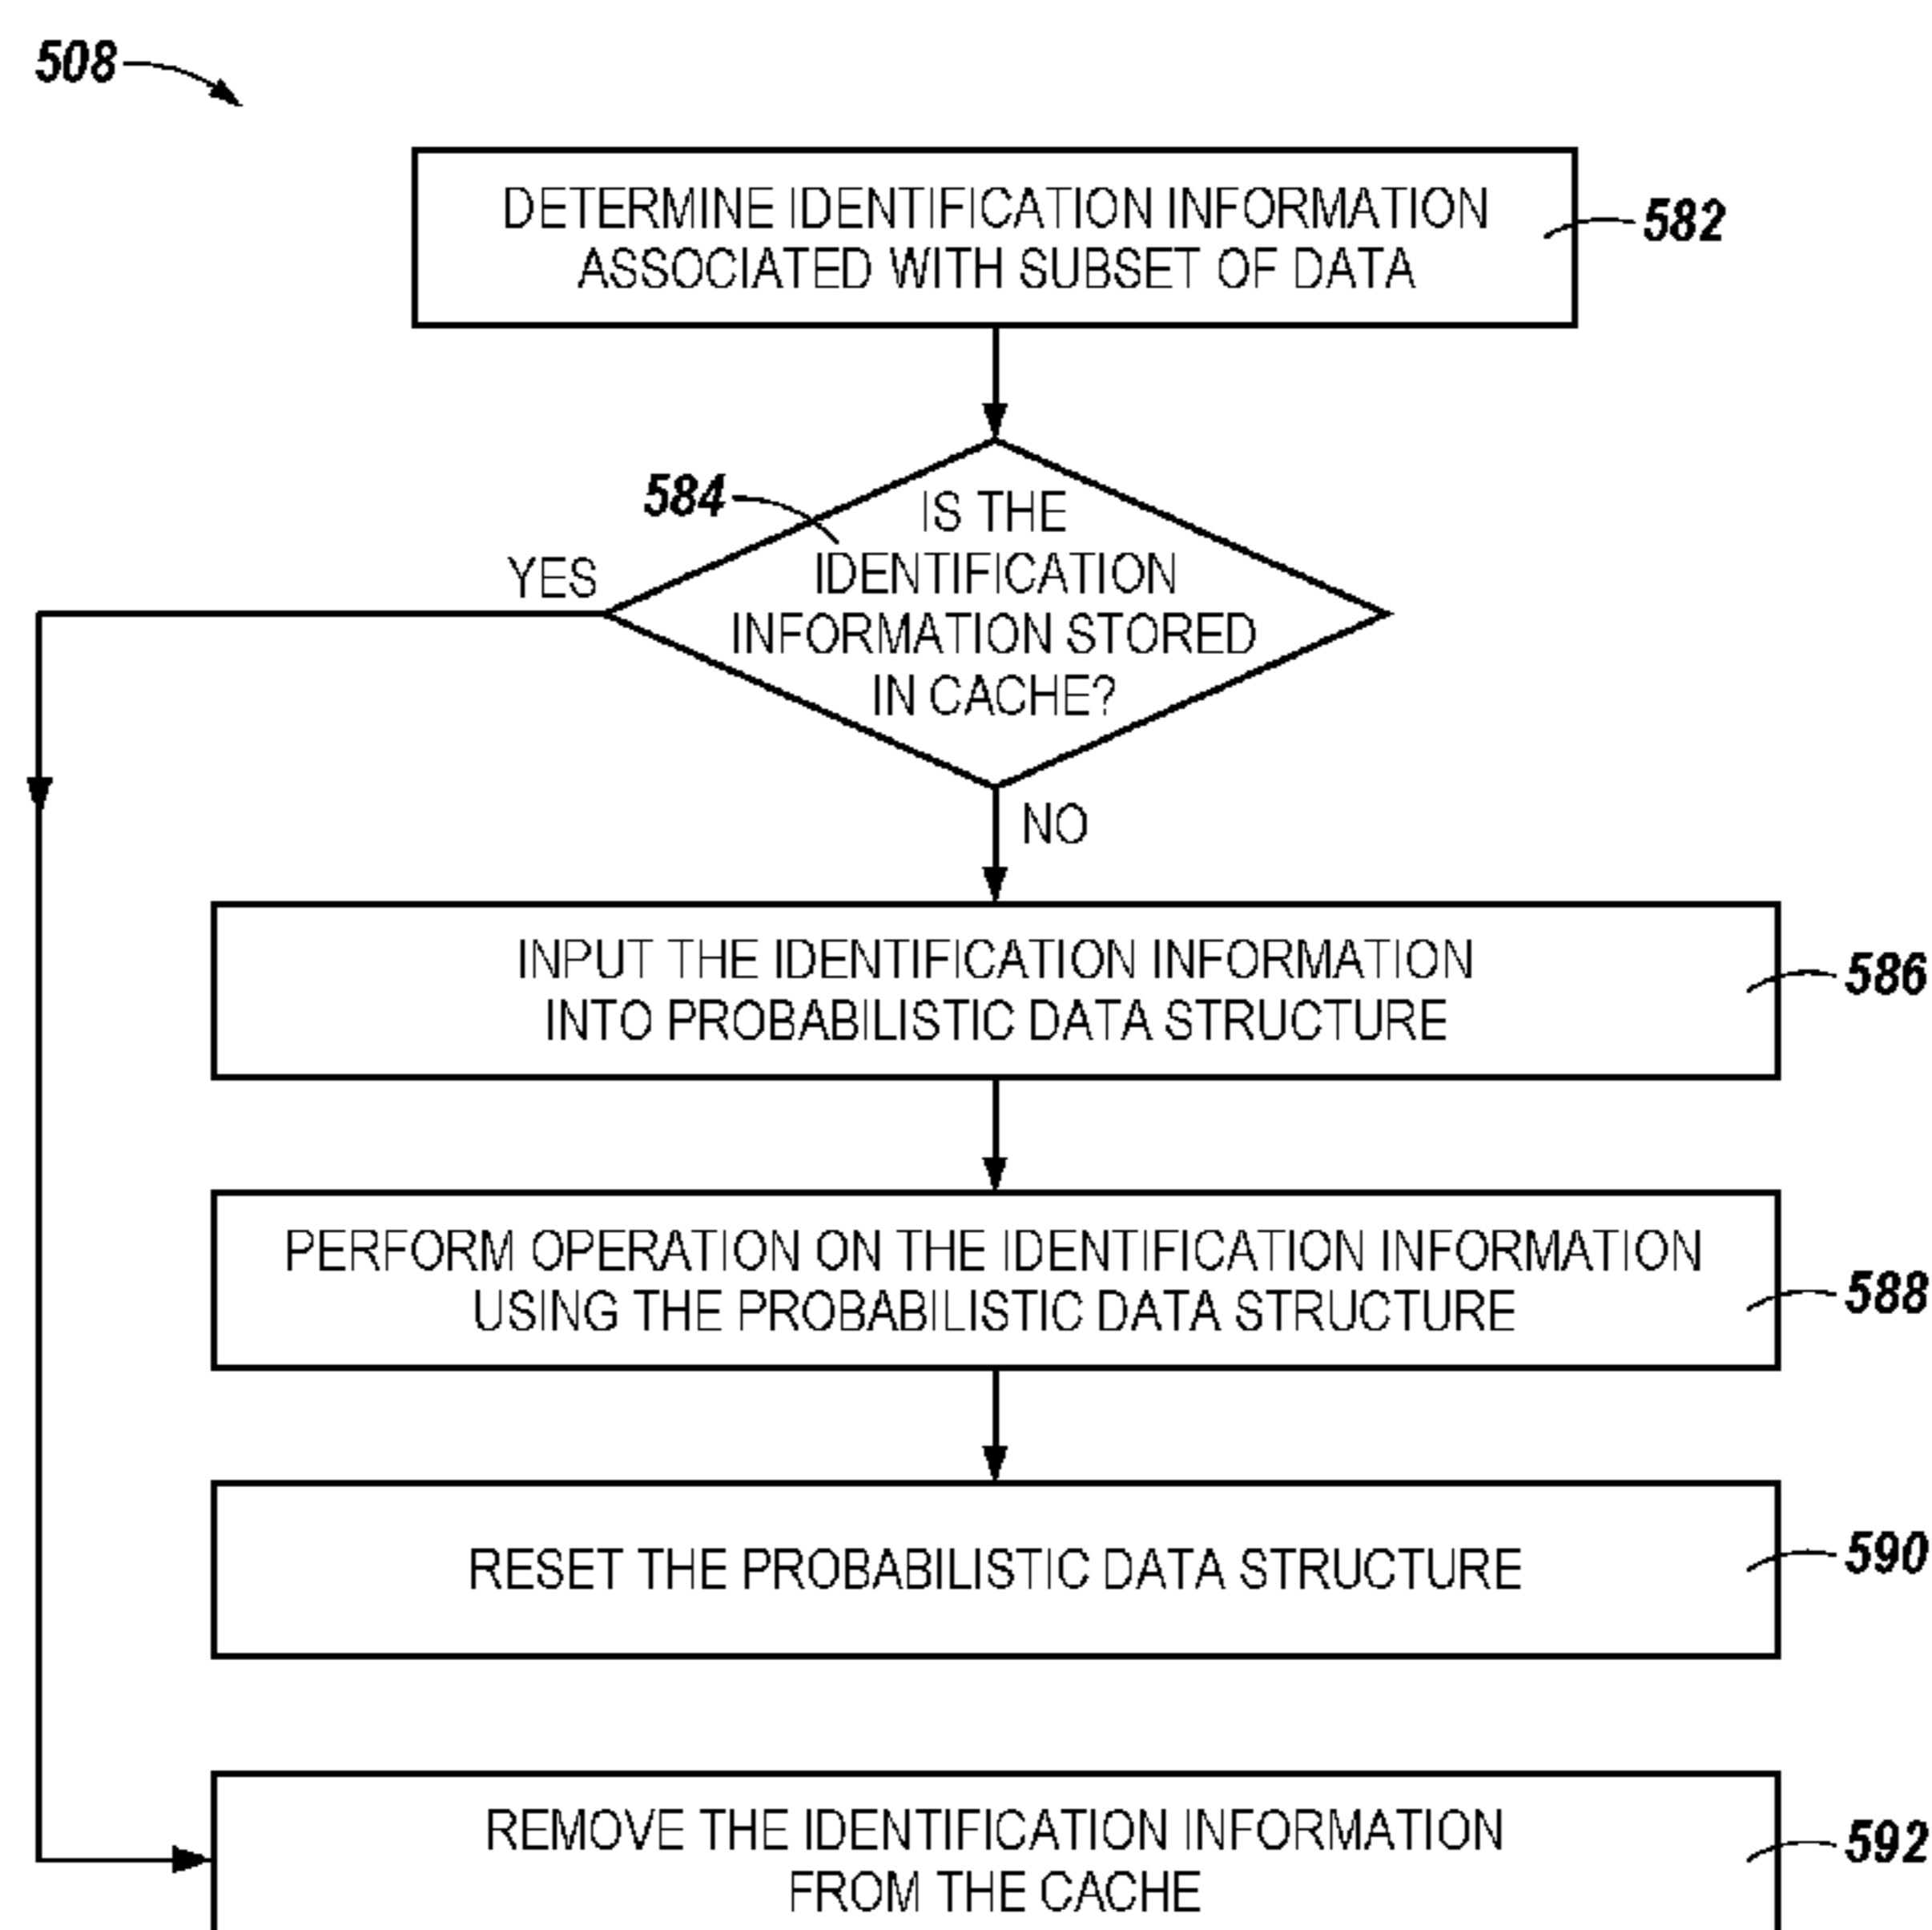 508
DETERMINE IDENTIFICATION INFORMATION
ASSOCIATED WITH SUBSET OF DATA
582
584
IS THE
IDENTIFICATION
INFORMATION STORED
IN CACHE?
YES
NO
INPUT THE IDENTIFICATION INFORMATION
INTO PROBABILISTIC DATA STRUCTURE
586
PERFORM OPERATION ON THE IDENTIFICATION INFORMATION
USING THE PROBABILISTIC DATA STRUCTURE
588
RESET THE PROBABILISTIC DATA STRUCTURE
590
REMOVE THE IDENTIFICATION INFORMATION
FROM THE CACHE
592